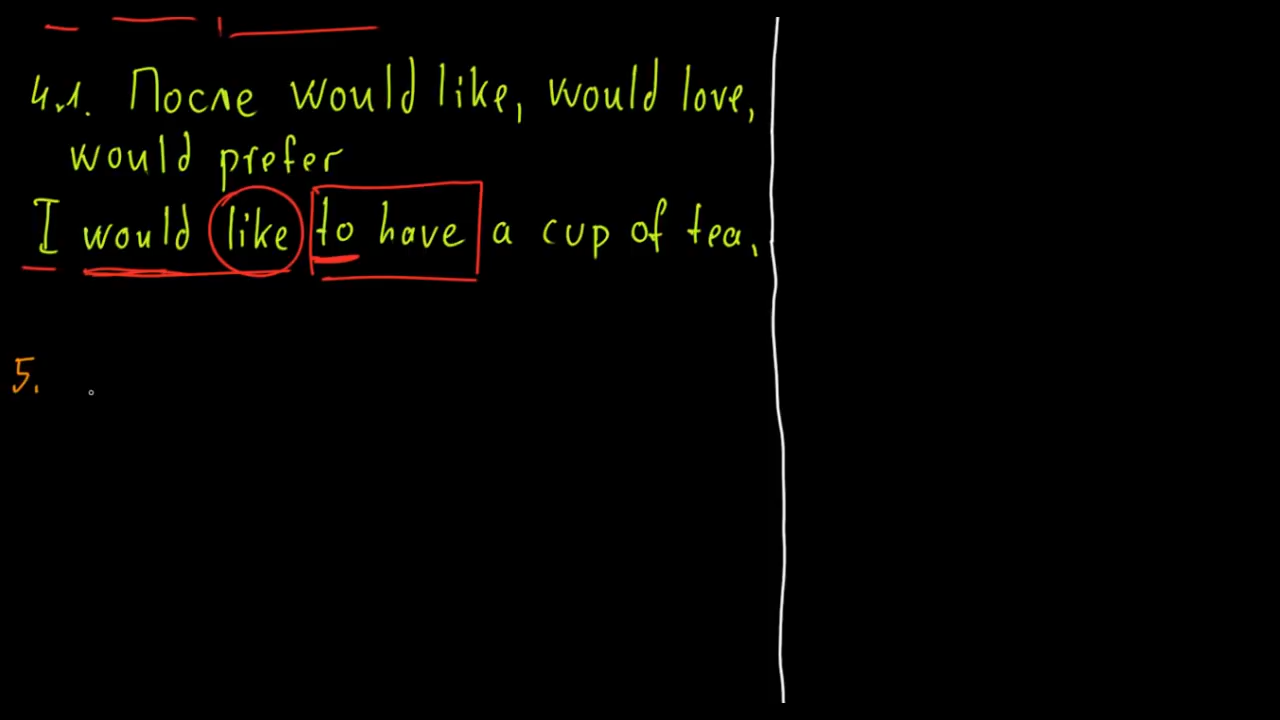 4.1. После would like, would love,
would prefer
I would like to have a cup of tea.
5.